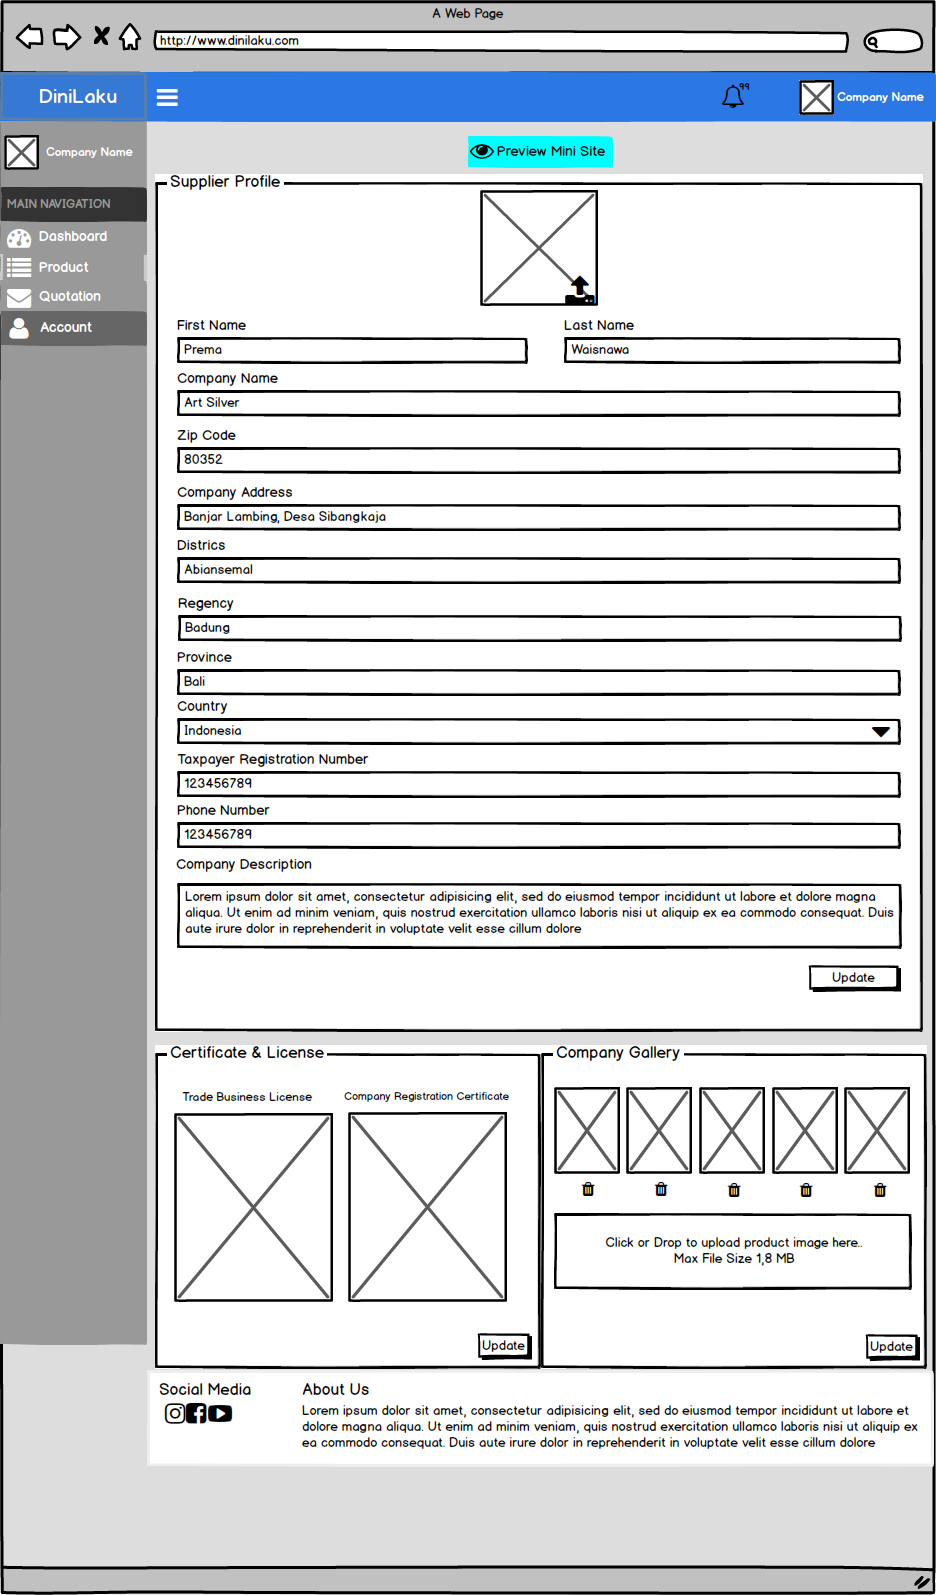 A Web Page
http://www.dinilaku.com
DiniLaku
99
Company Name
Company Name
MAIN NAVIGATION
Dashboard
Product
Quotation
Account
Preview Mini Site
Supplier Profile
First Name
Last Name
Prema
Waisnawa
Company Name
Art Silver
Zip Code
80352
Company Address
Banjar Lambing, Desa Sibangkaja
Districs
Abiansemal
Regency
Badung
Province
Bali
Country
Indonesia
Taxpayer Registration Number
123456789
Phone Number
123456789
Company Description
Lorem ipsum dolor sit amet, consectetur adipisicing elit, sed do eiusmod tempor incididunt ut labore et dolore magna
aliqua. Ut enim ad minim veniam, quis nostrud exercitation ullamco laboris nisi ut aliquip ex ea commodo consequat. Duis
aute irure dolor in reprehenderit in voluptate velit esse cillum dolore
Update
Certificate & License
Trade Business License
Company Registration Certificate
Update
Company Gallery
Click or Drop to upload product image here..
Max File Size 1,8 MB
Update
Social Media
About Us
Lorem ipsum dolor sit amet, consectetur adipisicing elit, sed do eiusmod tempor incididunt ut labore et
dolore magna aliqua. Ut enim ad minim veniam, quis nostrud exercitation ullamco laboris nisi ut aliquip ex
ea commodo consequat. Duis aute irure dolor in reprehenderit in voluptate velit esse cillum dolore